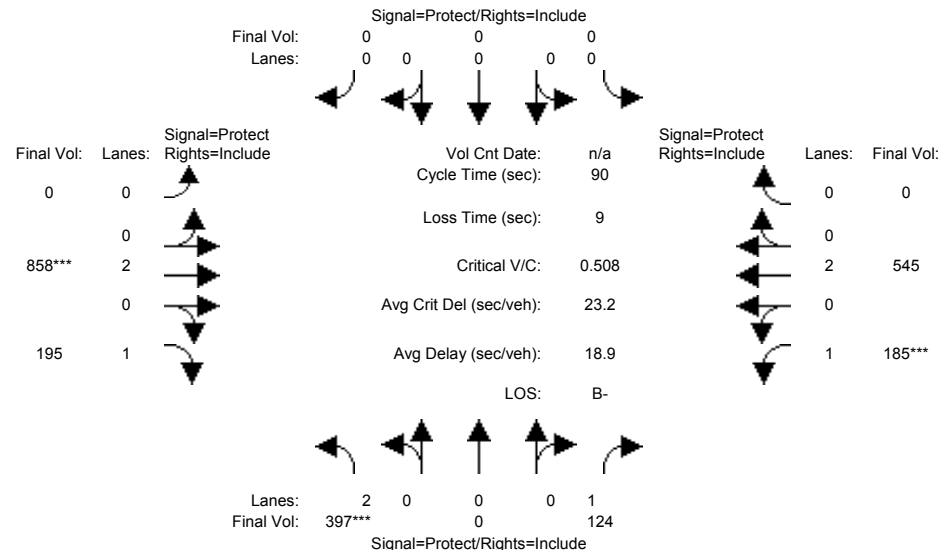 Signal=Protect/Rights=Include
Final Vol: 0 0 0
Lanes: 0 0 0 0 0
Signal=Protect Signal=Protect
Final Vol: Lanes: Rights=Include Vol Cnt Date: n/a Rights=Include Lanes: Final Vol:
Cycle Time (sec): 90
0 0 0 0
Loss Time (sec): 9
0 0
858*** 2 Critical V/C: 0.508 2 545
0 Avg Crit Del (sec/veh): 23.2 0
195 1 Avg Delay (sec/veh): 18.9 1 185***
LOS: B-
Lanes: 2 0 0 0 1
Final Vol: 397*** 0 124
Signal=Protect/Rights=Include